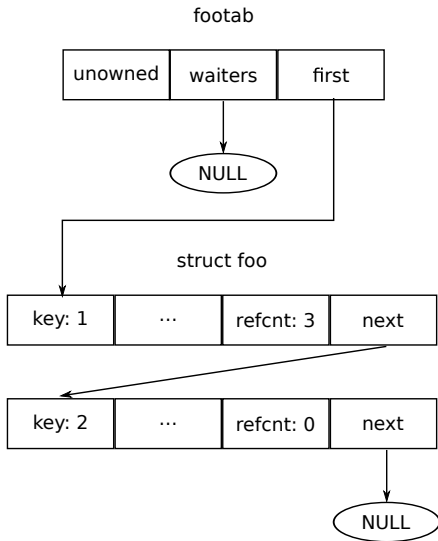 footab
unowned waiters first
NULL
struct foo
key: 1 ... refcnt: 3 next
key: 2 ... refcnt: 0 next
NULL